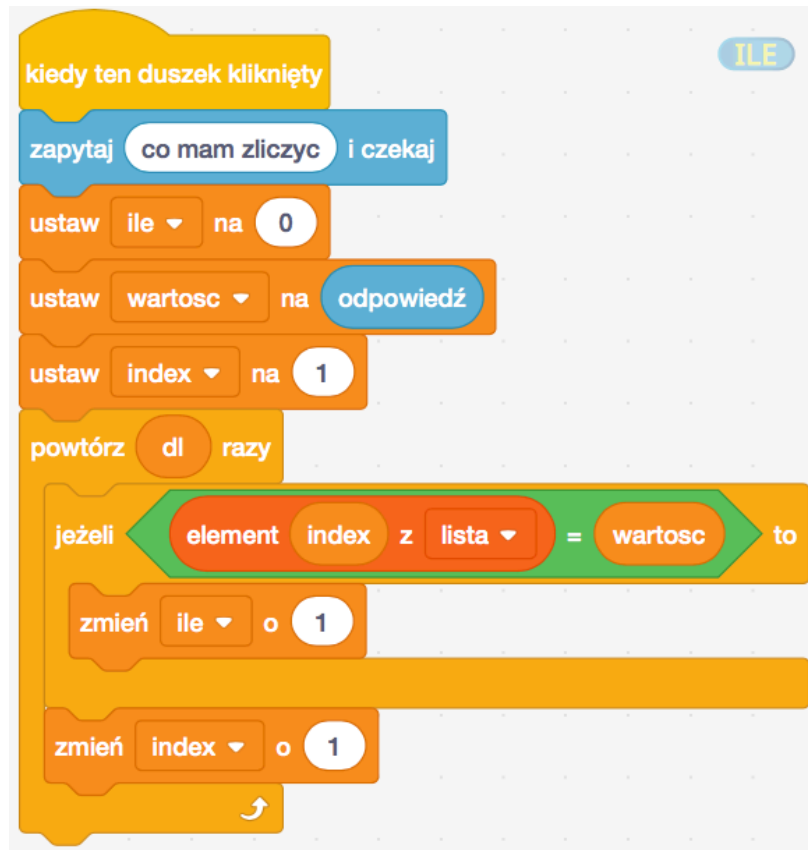 ILE
kiedy ten duszek kliknięty
zapytaj co mam zliczyc i czekaj
ustaw ile na 0
ustaw wartosc na odpowiedź
ustaw index na 1
powtórz dl razy
jeżeli element index z lista = wartosc to
zmień ile o 1
zmień index o 1